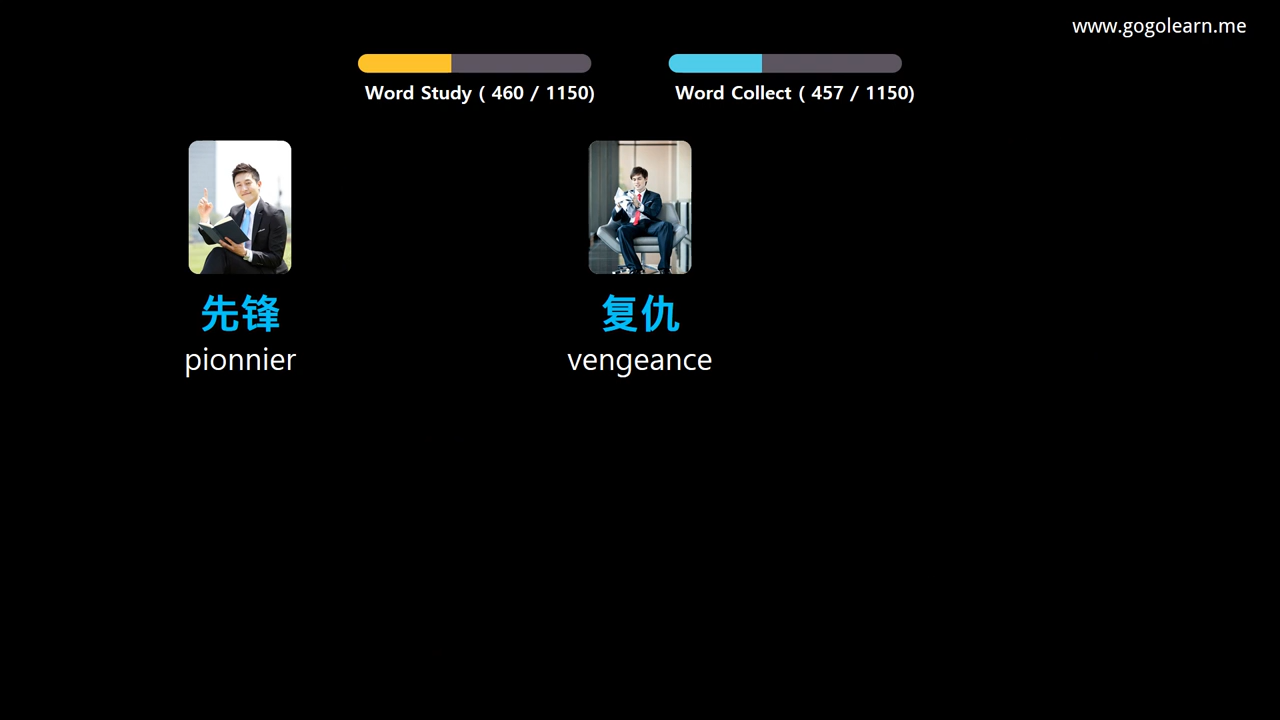 www.gogolearn.me
Word Study ( 460 / 1150)
Word Collect ( 457 / 1150)
先锋
pionnier
复仇
vengeance